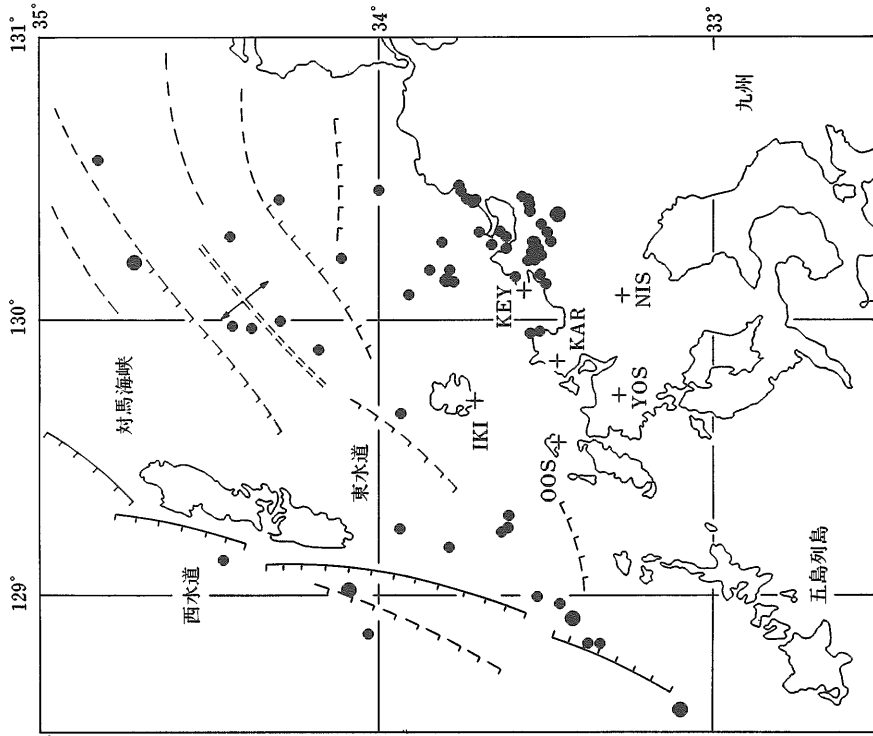 131°
130°
129°
35°
34°
33°
対馬海峡
西水道
東水道
九州
五島列島
KEY
KAR
IKI
NIS
YOS
OOS